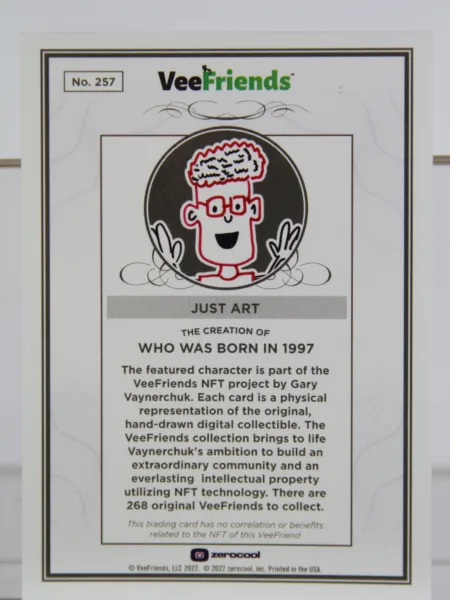 No. 257
VeeFriends™
JUST ART
THE CREATION OF
WHO WAS BORN IN 1997
The featured character is part of the
VeeFriends NFT project by Gary
Vaynerchuk. Each card is a physical
representation of the original,
hand-drawn digital collectible. The
VeeFriends collection brings to life
Vaynerchuk's ambition to build an
extraordinary community and an
everlasting intellectual property
utilizing NFT technology. There are
268 original VeeFriends to collect.
This trading card has no correlation or benefits
related to the NFT of this VeeFriend
zerocool
© VeeFriends, LLC 2022. © 2022 zerocool, Inc. Printed in the USA.